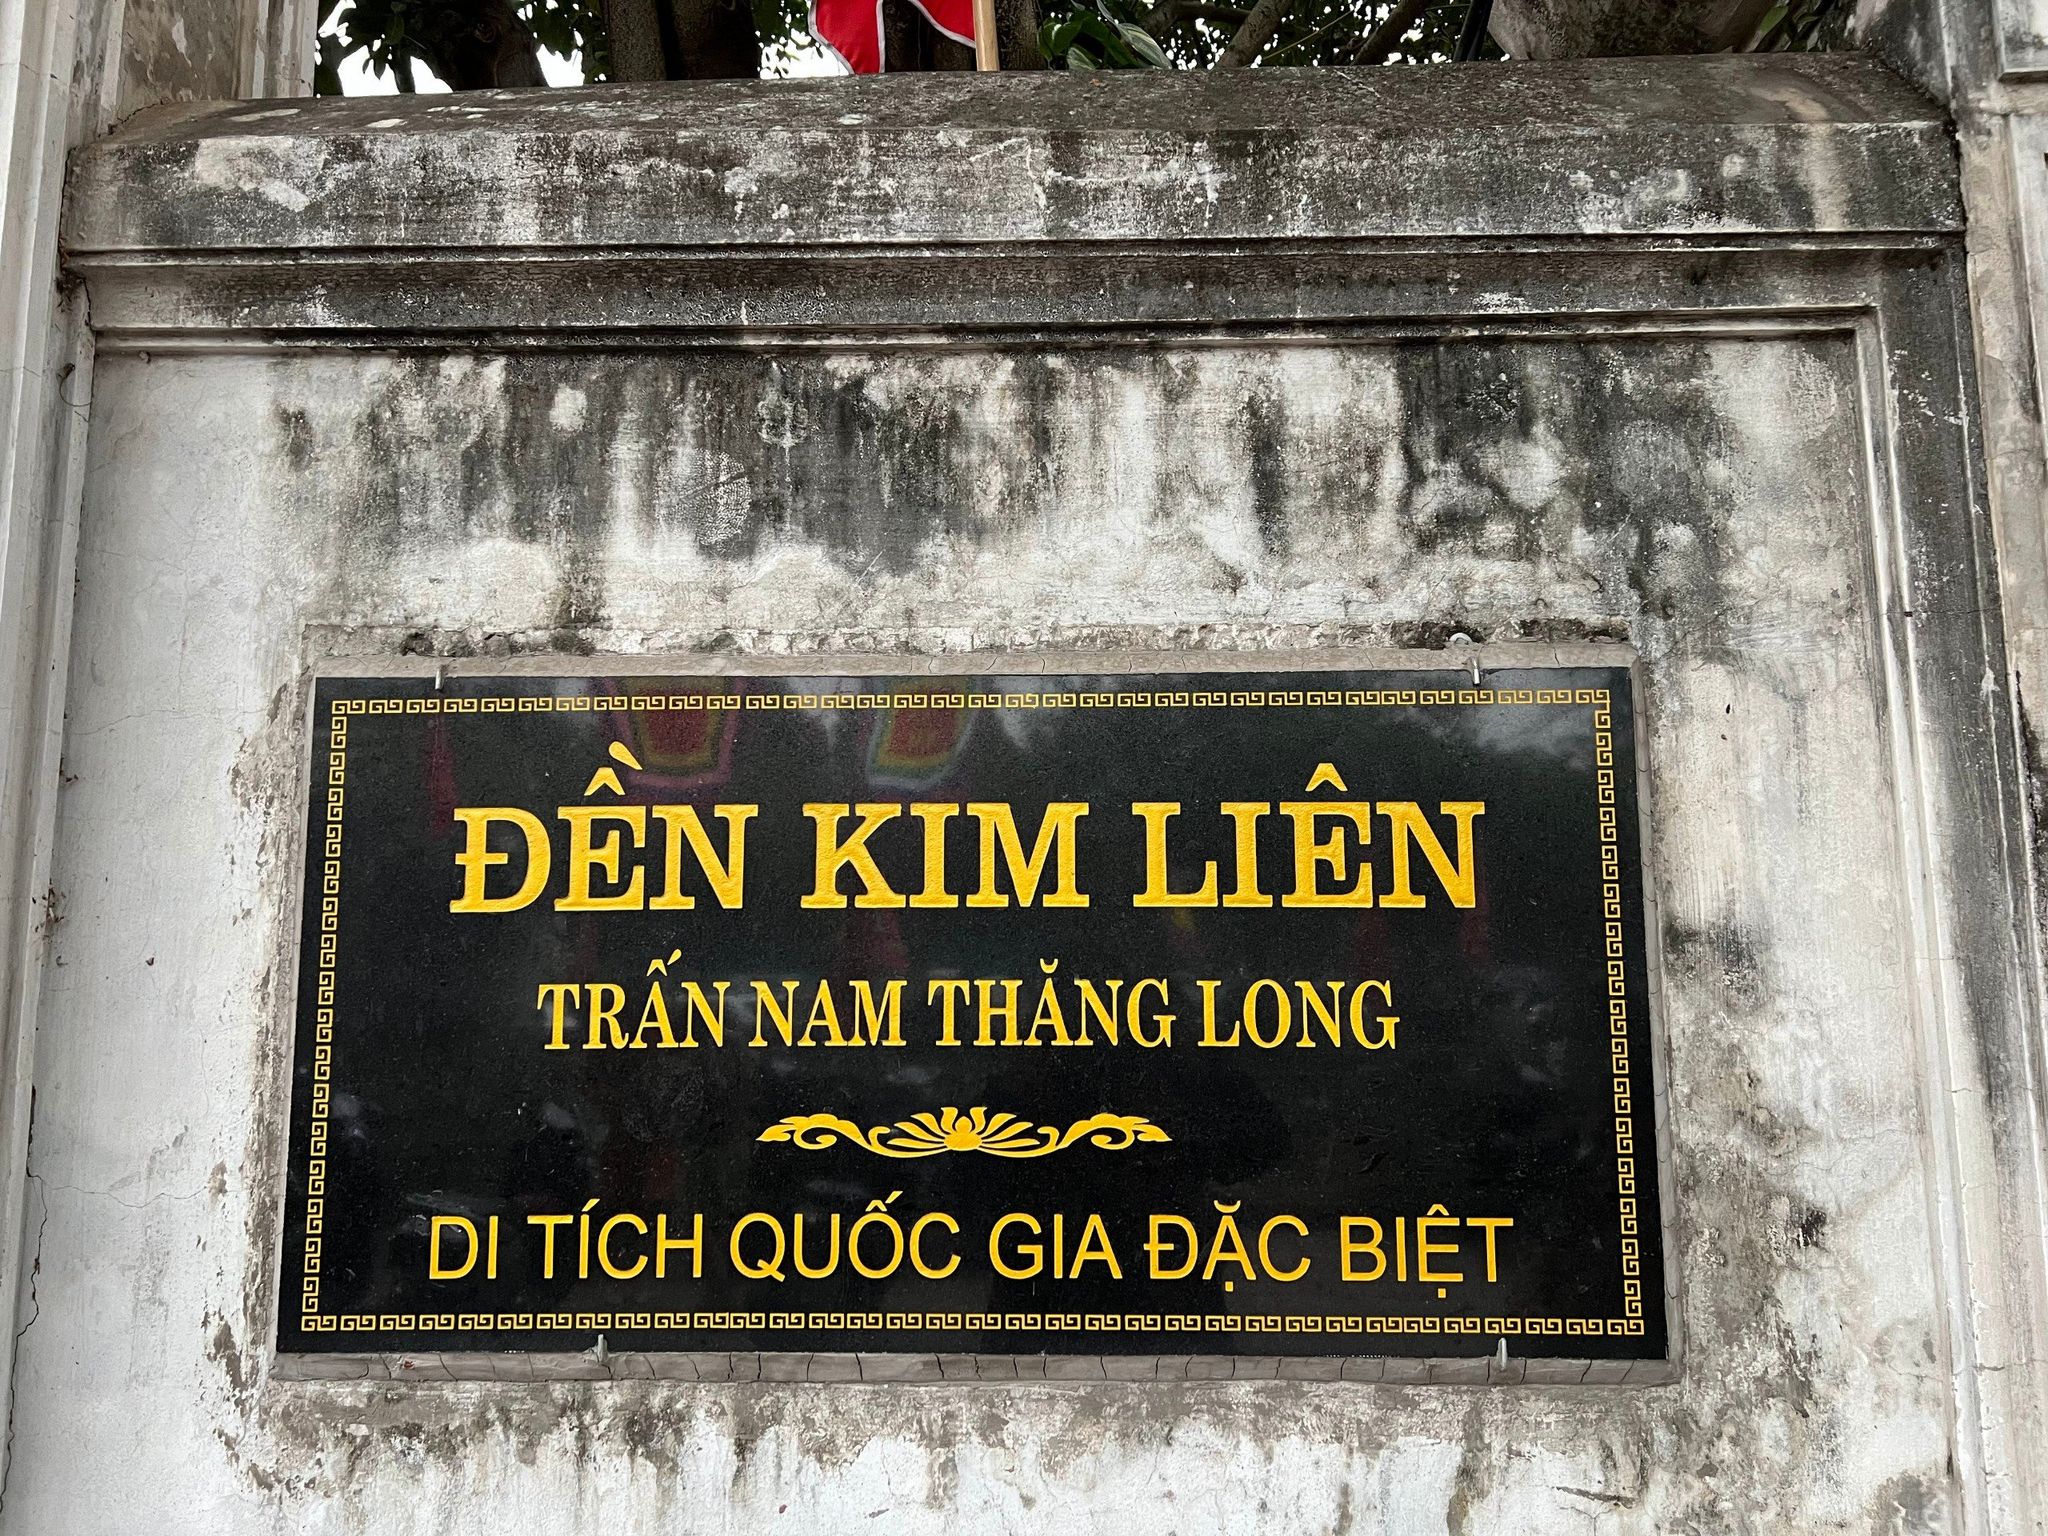 ĐỀN KIM LIÊN
TRẤN NAM THĂNG LONG
DI TÍCH QUỐC GIA ĐẶC BIỆT